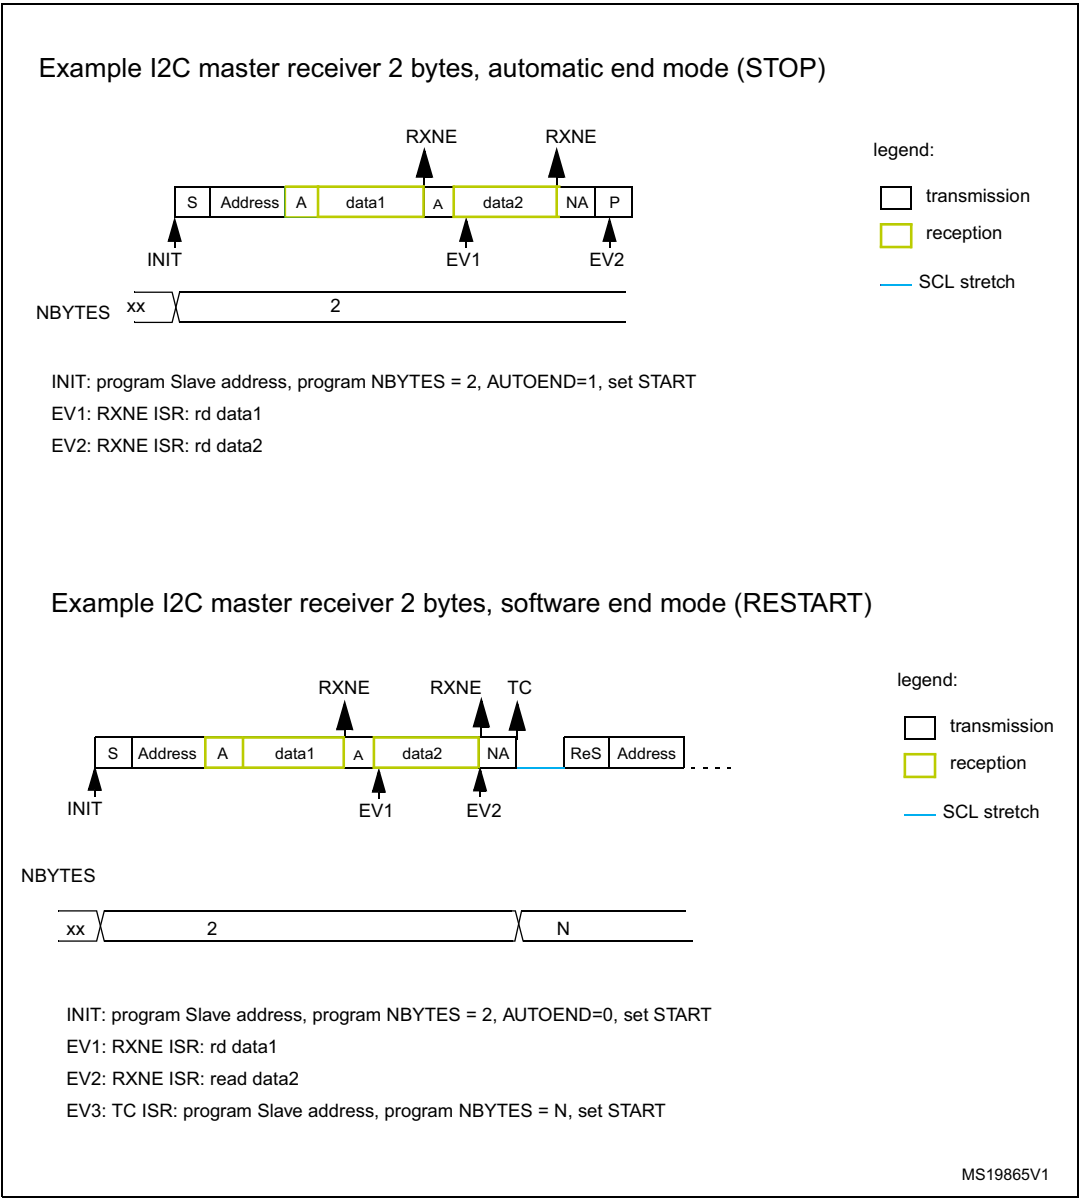 Example I2C master receiver 2 bytes, automatic end mode (STOP)
RXNE RXNE
legend:
S Address A data1 A data2 NA P
transmission
reception
INIT EV1 EV2
SCL stretch
NBYTES xx 2
INIT: program Slave address, program NBYTES = 2, AUTOEND=1, set START
EV1: RXNE ISR: rd data1
EV2: RXNE ISR: rd data2
Example I2C master receiver 2 bytes, software end mode (RESTART)
RXNE RXNE TC
legend:
transmission
S Address A data1 A data2 NA ReS Address
reception
INIT EV1 EV2
SCL stretch
NBYTES
xx 2 N
INIT: program Slave address, program NBYTES = 2, AUTOEND=0, set START
EV1: RXNE ISR: rd data1
EV2: RXNE ISR: read data2
EV3: TC ISR: program Slave address, program NBYTES = N, set START
MS19865V1